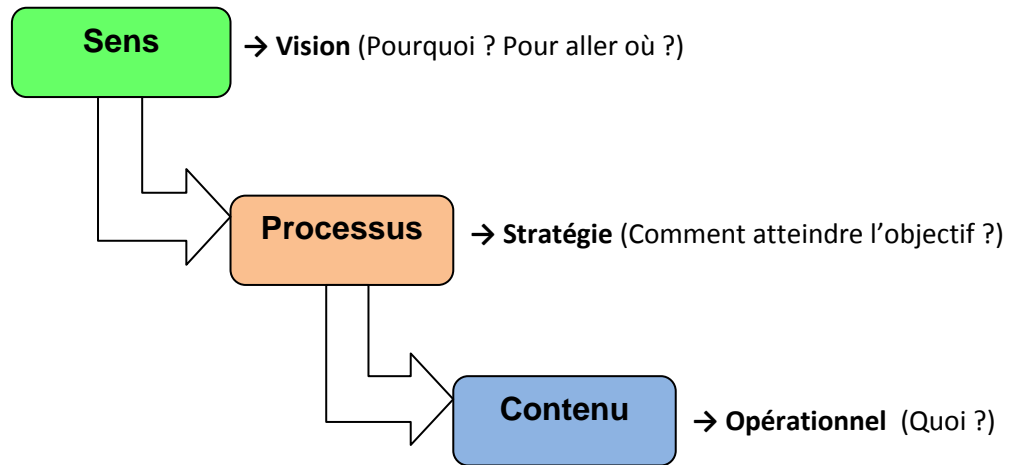 Sens
→ Vision (Pourquoi ? Pour aller où ?)
Processus
→ Stratégie (Comment atteindre l’objectif ?)
Contenu
→ Opérationnel (Quoi ?)